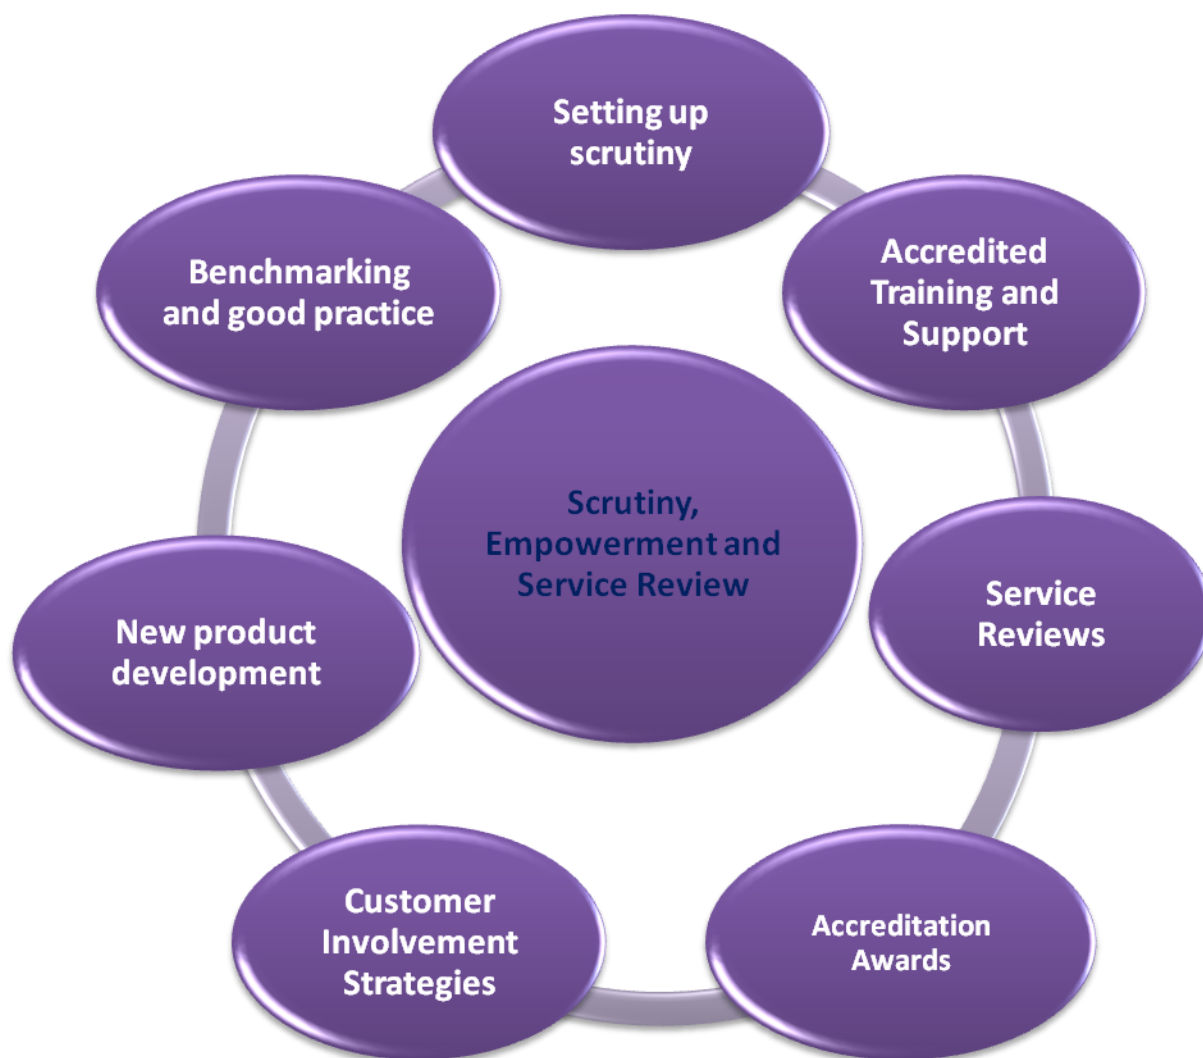 Setting up
scrutiny
Accredited
Training and
Support
Service
Reviews
Accreditation
Awards
Customer
Involvement
Strategies
New product
development
Benchmarking
and good practice
Scrutiny,
Empowerment and
Service Review